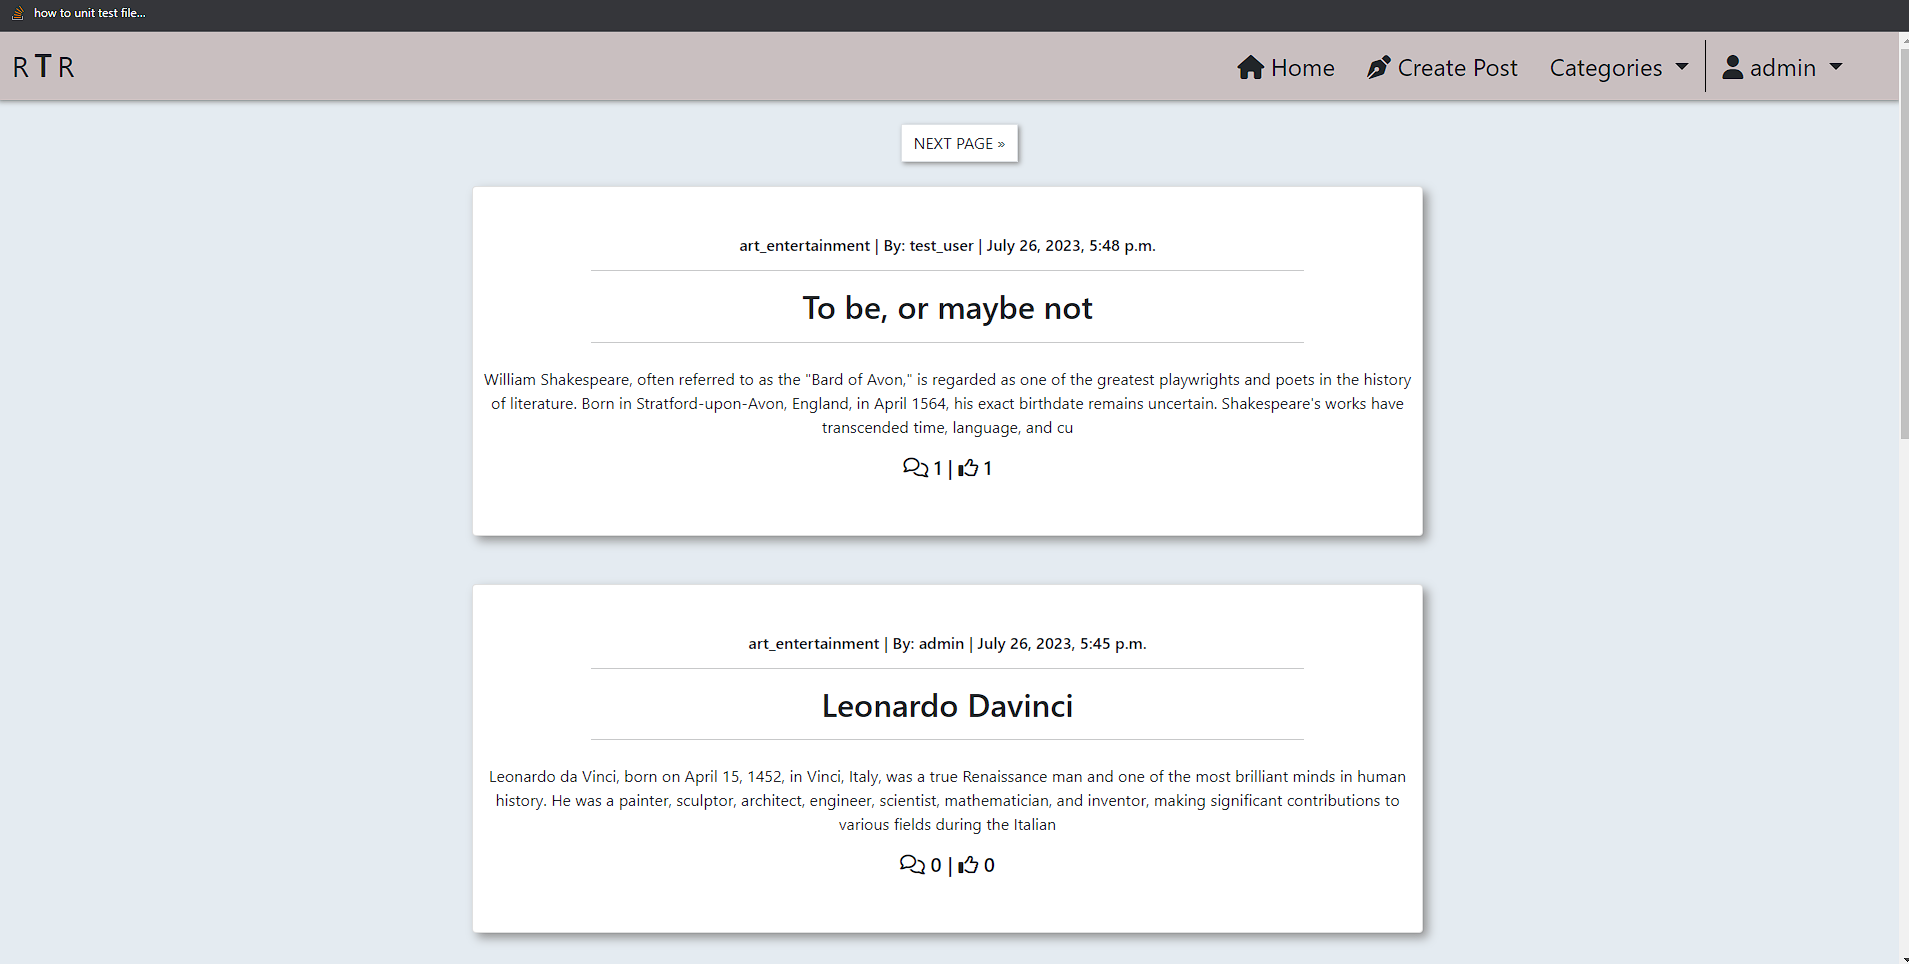 how to unit test file...
R T R
Home Create Post Categories admin
NEXT PAGE »
art_entertainment | By: test_user | July 26, 2023, 5:48 p.m.
To be, or maybe not
William Shakespeare, often referred to as the "Bard of Avon," is regarded as one of the greatest playwrights and poets in the history
of literature. Born in Stratford-upon-Avon, England, in April 1564, his exact birthdate remains uncertain. Shakespeare's works have
transcended time, language, and cu
1 | 1
art_entertainment | By: admin | July 26, 2023, 5:45 p.m.
Leonardo Davinci
Leonardo da Vinci, born on April 15, 1452, in Vinci, Italy, was a true Renaissance man and one of the most brilliant minds in human
history. He was a painter, sculptor, architect, engineer, scientist, mathematician, and inventor, making significant contributions to
various fields during the Italian
0 | 0